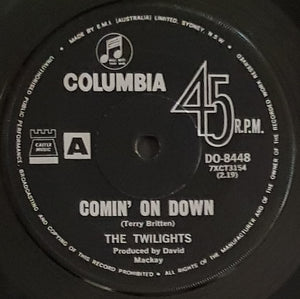 MADE BY E.M.I. (AUSTRALIA) LIMITED, SYDNEY, N.S.W.
COLUMBIA
45
R.P.M.
CASTLE
MUSIC
A
DO-8448
7XCT3154
(2.19)
COMIN' ON DOWN
(Terry Britten)
THE TWILIGHTS
Produced by David
Mackay
UNAUTHORISED PUBLIC PERFORMANCE, BROADCASTING AND COPYING OF THIS RECORD PROHIBITED • ALL RIGHTS OF THE MANUFACTURER AND OF THE OWNER OF THE RECORDED WORK RESERVED